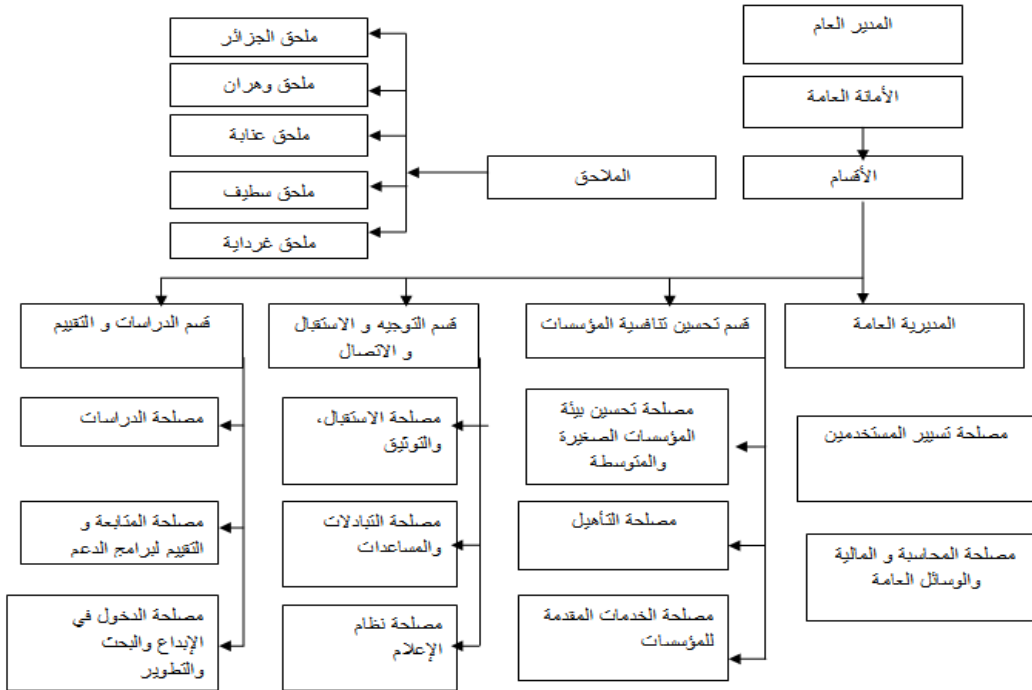 المدير العام
الأمانة العامة
الأقسام
الملاحق
ملحق الجزائر
ملحق وهران
ملحق عنابة
ملحق سطيف
ملحق غرداية
المديرية العامة
مصلحة تسيير المستخدمين
مصلحة المحاسبة و المالية
والوسائل العامة
قسم تحسين تنافسية المؤسسات
مصلحة تحسين بيئة
المؤسسات الصغيرة
والمتوسطة
مصلحة التأهيل
مصلحة الخدمات المقدمة
للمؤسسات
قسم التوجيه و الاستقبال
و الاتصال
مصلحة الاستقبال،
والتوثيق
مصلحة التبادلات
والمساعدات
مصلحة نظام
الإعلام
قسم الدراسات و التقييم
مصلحة الدراسات
مصلحة المتابعة و
التقييم لبرامج الدعم
مصلحة الدخول في
الإبداع والبحث
والتطوير